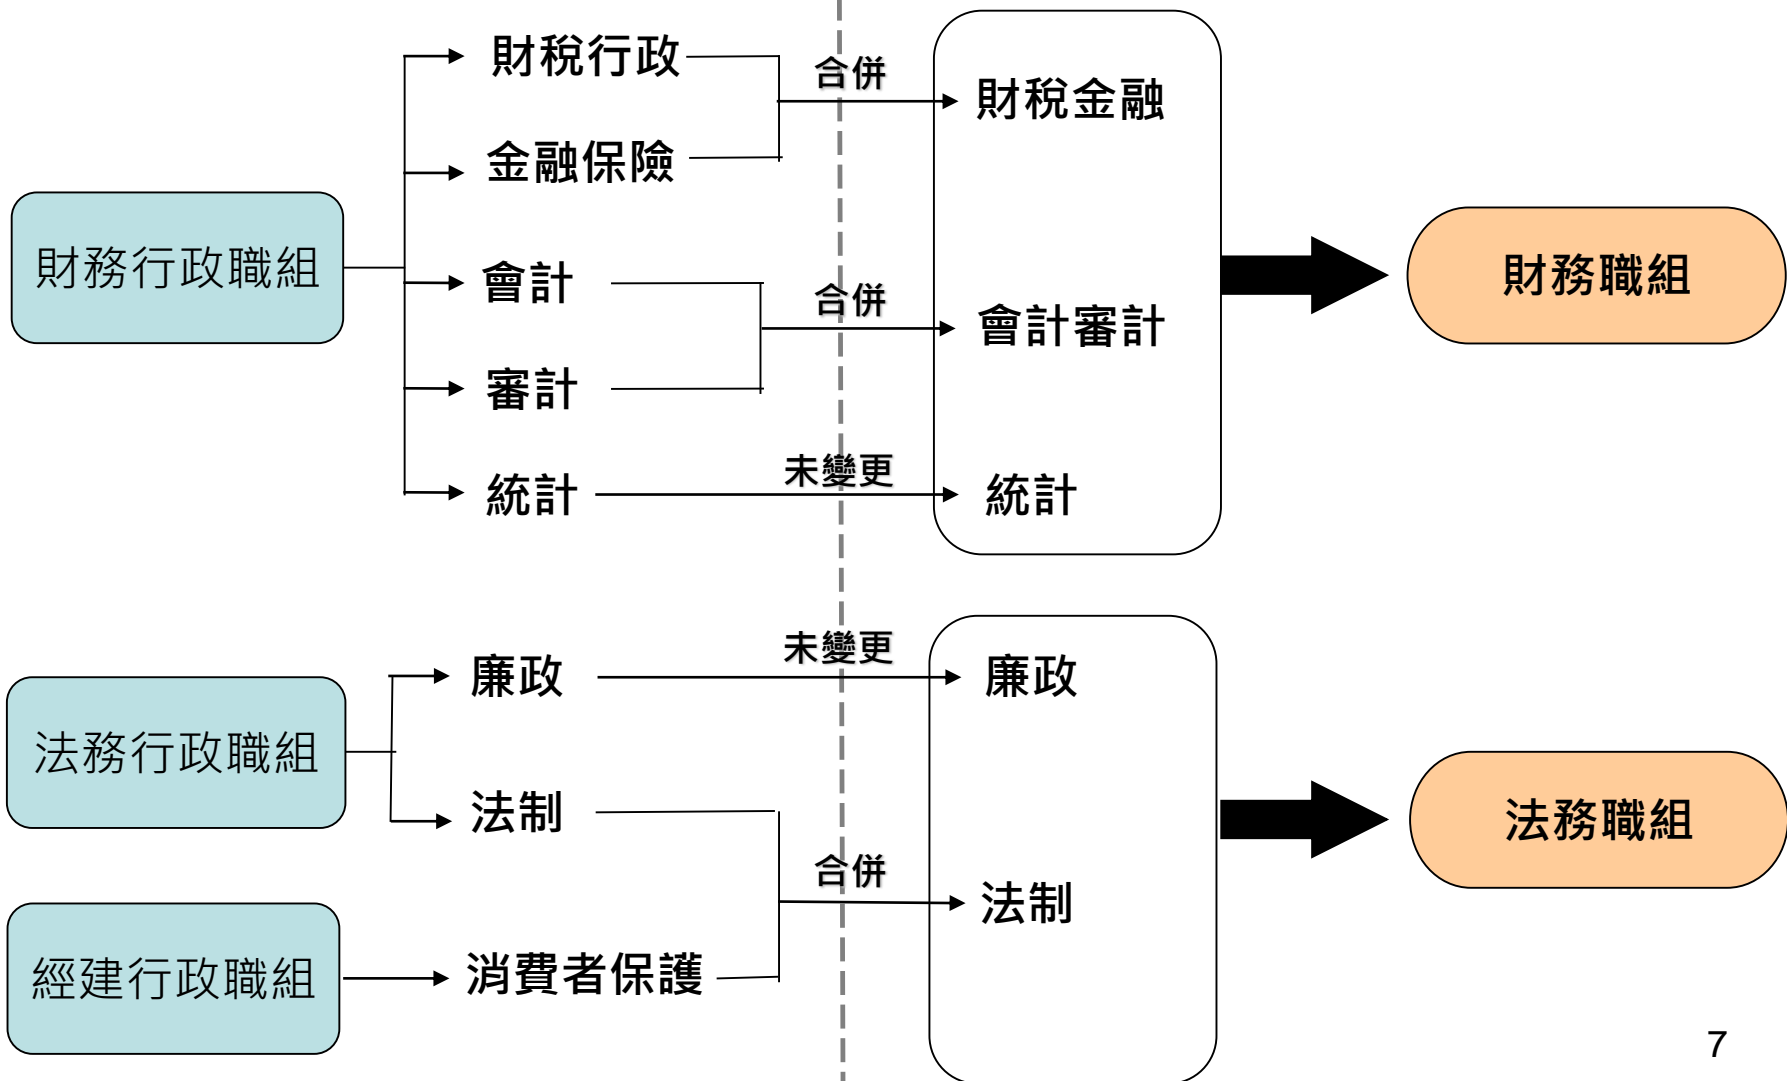 財稅行政
合併
財稅金融
金融保險
財務行政職組
會計
合併
會計審計
財務職組
審計
未變更
統計
統計
廉政
未變更
廉政
法務行政職組
法制
法務職組
合併
法制
經建行政職組
消費者保護
7